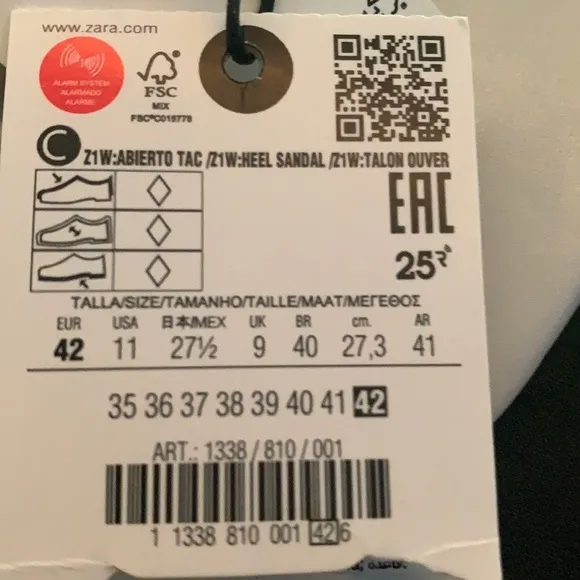 www.zara.com
ALARM SYSTEM
ALARMADO
ALARME
FSC
MIX
FSC®C015778
C
Z1W:ABIERTO TAC /Z1W:HEEL SANDAL /Z1W:TALON OUVER
EAC
25
TALLA/SIZE/TAMANHO/TAILLE/MAAT/ΜΕΓΕΘΟΣ
EUR USA 日本/MEX UK BR cm. AR
42 11 27½ 9 40 27,3 41
35 36 37 38 39 40 41 42
ART.: 1338/810/001
1 1338 810 001 42 6